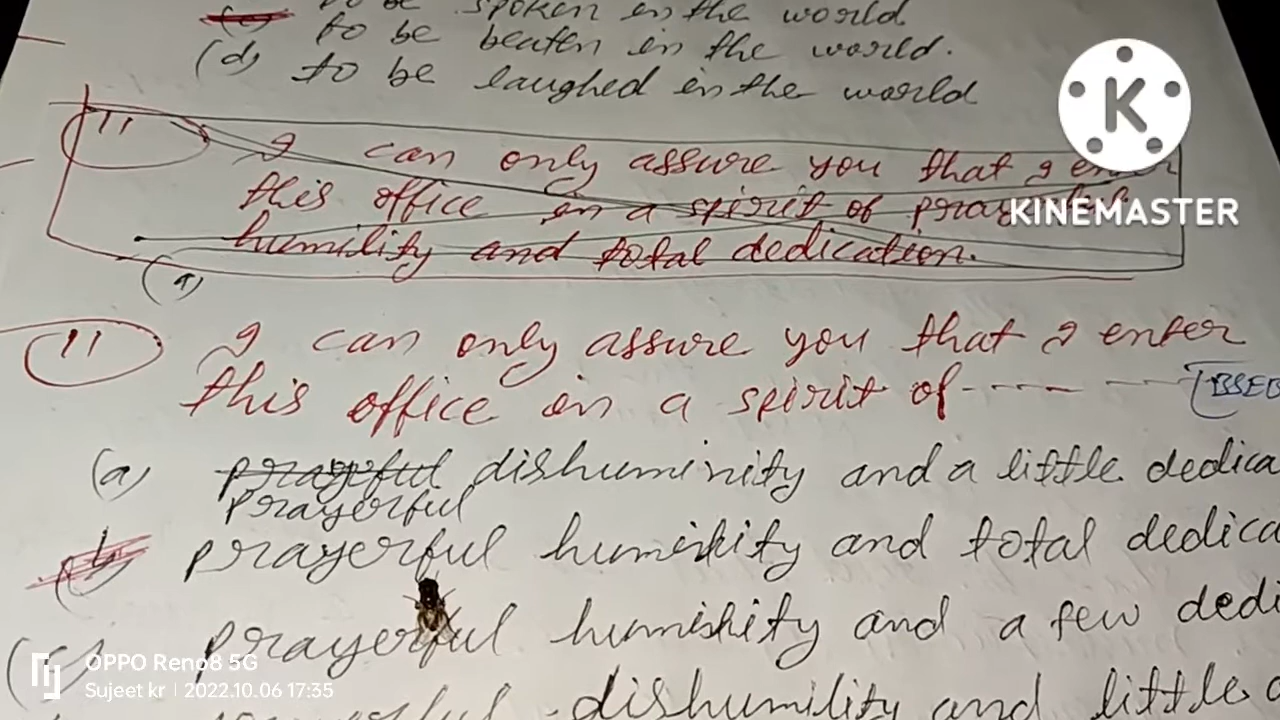 to be spoken in the world
(c) to be beaten in the world.
(d) to be laughed in the world
11 I can only assure you that I enter
this office in a spirit of
humility and total dedication.
(a)
11 I can only assure you that I enter
this office in a spirit of ---- ---- [BSEB
(a) prayerful dishuminity and a little dedica
prayerful
(b) prayerful humikity and total dedica
(c) prayerful humishity and a few dedi
dishumility and little
K
KINEMASTER
OPPO Reno8 5G
Sujeet kr | 2022.10.06 17:35